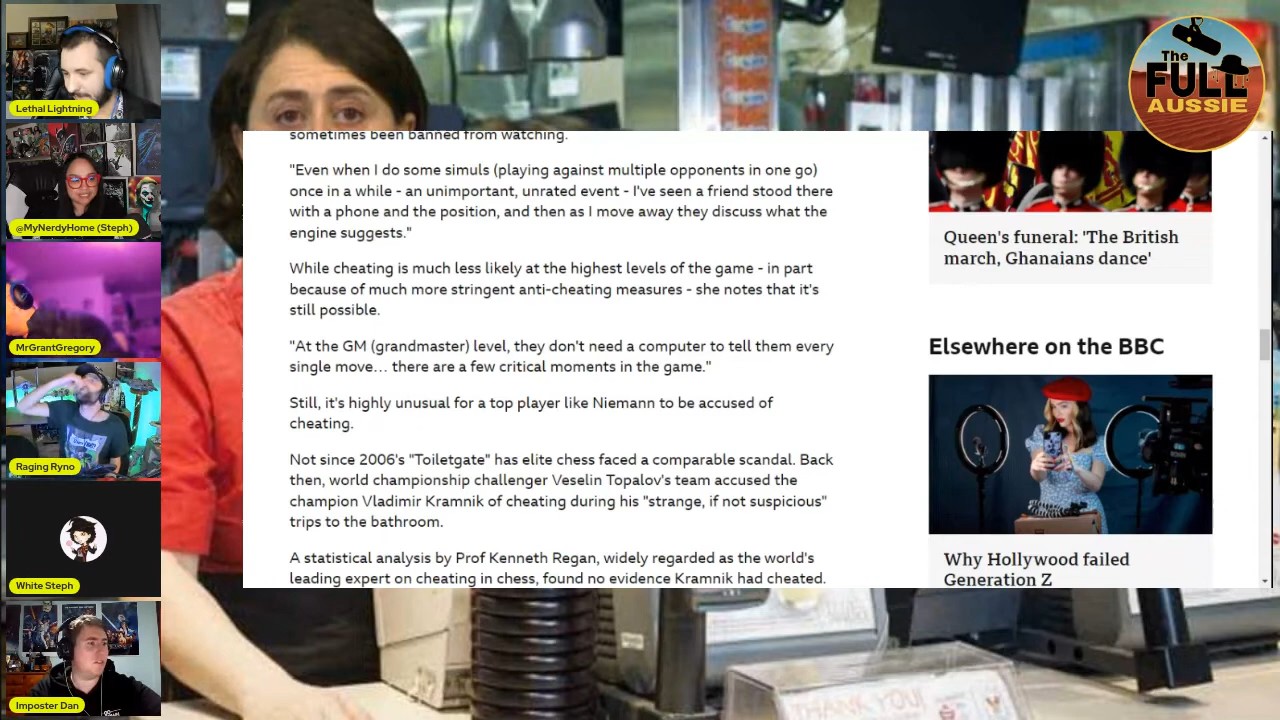 Lethal Lightning
@MyNerdyHome (Steph)
MrGrantGregory
Raging Ryno
White Steph
Imposter Dan
sometimes been banned from watching.
"Even when I do some simuls (playing against multiple opponents in one go)
once in a while - an unimportant, unrated event - I've seen a friend stood there
with a phone and the position, and then as I move away they discuss what the
engine suggests."
While cheating is much less likely at the highest levels of the game - in part
because of much more stringent anti-cheating measures - she notes that it's
still possible.
"At the GM (grandmaster) level, they don't need a computer to tell them every
single move… there are a few critical moments in the game."
Still, it's highly unusual for a top player like Niemann to be accused of
cheating.
Not since 2006's "Toiletgate" has elite chess faced a comparable scandal. Back
then, world championship challenger Veselin Topalov's team accused the
champion Vladimir Kramnik of cheating during his "strange, if not suspicious"
trips to the bathroom.
A statistical analysis by Prof Kenneth Regan, widely regarded as the world's
leading expert on cheating in chess, found no evidence Kramnik had cheated.
Queen's funeral: 'The British
march, Ghanaians dance'
Elsewhere on the BBC
Why Hollywood failed
Generation Z
The
FULL
AUSSIE
THANK YOU!